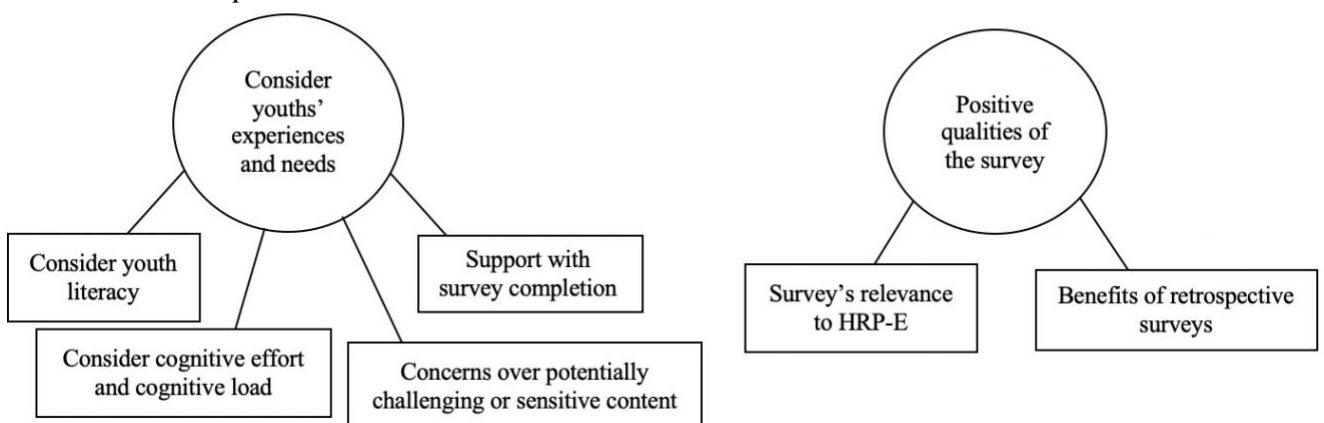 Consider
youths’
experiences
and needs
Consider youth
literacy
Consider cognitive effort
and cognitive load
Concerns over potentially
challenging or sensitive content
Support with
survey completion
Positive
qualities of
the survey
Survey’s relevance
to HRP-E
Benefits of retrospective
surveys